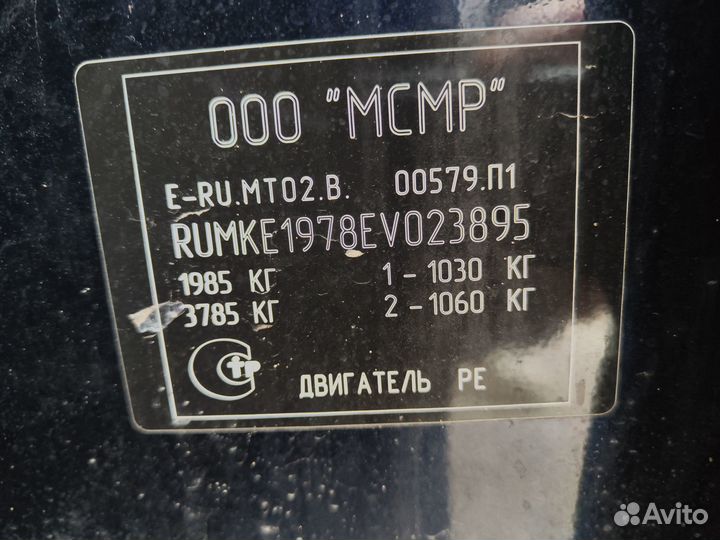 ООО "МСМР"
E-RU.MT02.B. 00579.П1
RUMKE1978EV023895
1985 КГ 1 - 1030 КГ
3785 КГ 2 - 1060 КГ
tp ДВИГАТЕЛЬ PE
Avito